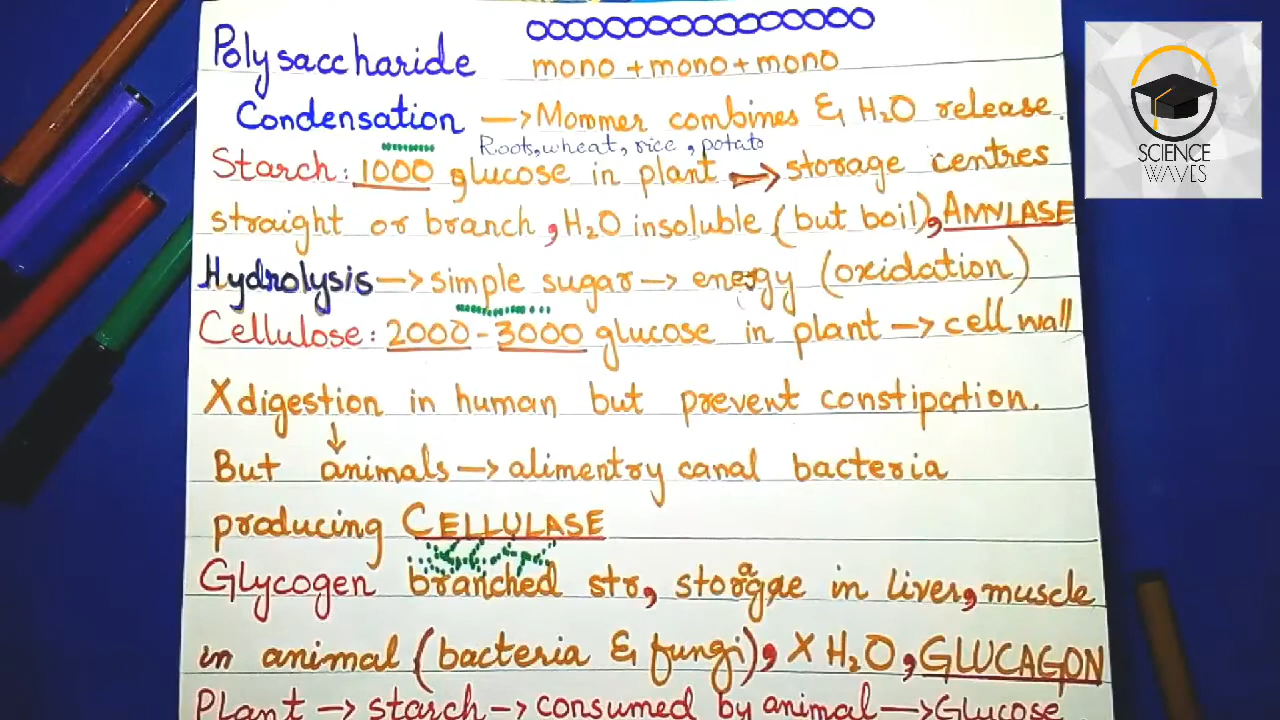 Polysaccharide mono + mono + mono
Condensation → Mommer combines & H₂O release.
Roots, wheat, rice, potato
Starch: 1000 glucose in plant → storage centres
straight or branch, H₂O insoluble (but boil), AMYLASE
Hydrolysis → simple sugar → energy (oxidation)
Cellulose: 2000 - 3000 glucose in plant → cell wall
X digestion in human but prevent constipation.
↓
But animals → alimentry canal bacteria
producing CELLULASE
Glycogen branched str, storage in liver, muscle
in animal (bacteria & fungi), X H₂O, GLUCAGON
Plant → starch → consumed by animal → Glucose
SCIENCE
WAVES